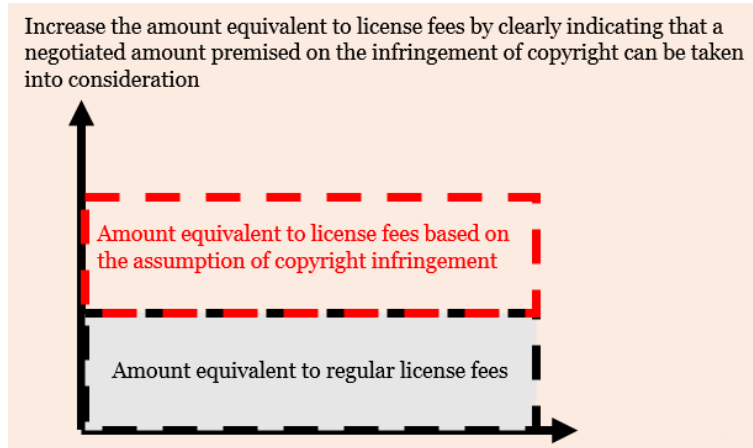 Increase the amount equivalent to license fees by clearly indicating that a
negotiated amount premised on the infringement of copyright can be taken
into consideration
Amount equivalent to license fees based on
the assumption of copyright infringement
Amount equivalent to regular license fees